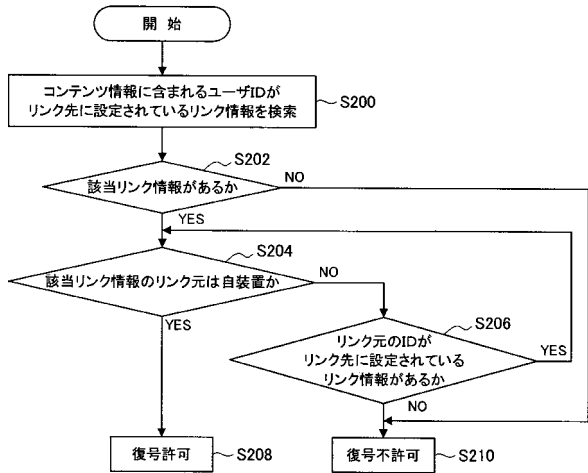 開 始
コンテンツ情報に含まれるユーザIDが
リンク先に設定されているリンク情報を検索
S200
S202
該当リンク情報があるか
NO
YES
S204
該当リンク情報のリンク元は自装置か
NO
YES
S206
リンク元のIDが
リンク先に設定されている
リンク情報があるか
YES
NO
復号許可
S208
復号不許可
S210